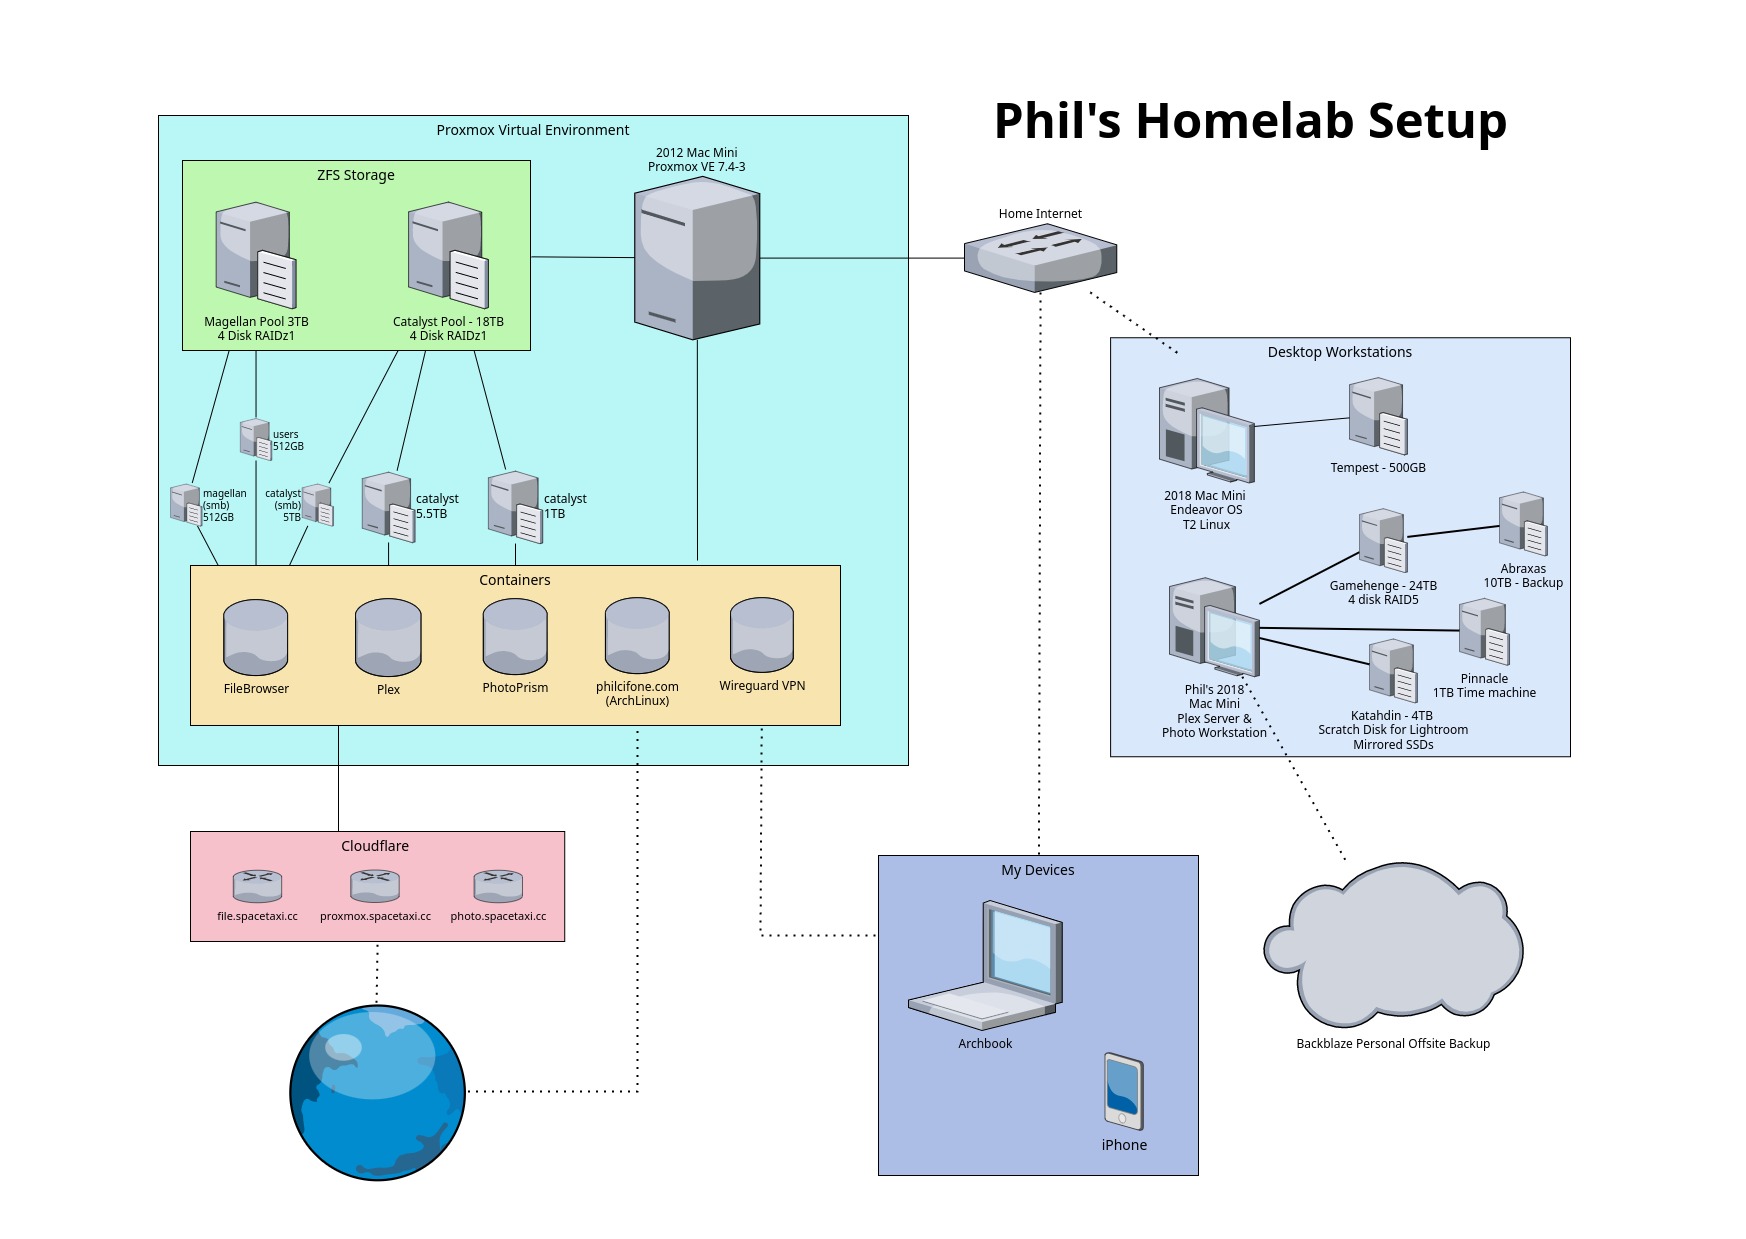 Phil's Homelab Setup
Proxmox Virtual Environment
2012 Mac Mini
Proxmox VE 7.4-3
ZFS Storage
Magellan Pool 3TB
4 Disk RAIDz1
Catalyst Pool - 18TB
4 Disk RAIDz1
users
512GB
magellan
(smb)
512GB
catalyst
(smb)
5TB
catalyst
5.5TB
catalyst
1TB
Containers
FileBrowser
Plex
PhotoPrism
philcifone.com
(ArchLinux)
Wireguard VPN
Home Internet
Desktop Workstations
2018 Mac Mini
Endeavor OS
T2 Linux
Tempest - 500GB
Gamehenge - 24TB
4 disk RAID5
Abraxas
10TB - Backup
Phil's 2018
Mac Mini
Plex Server &
Photo Workstation
Pinnacle
1TB Time machine
Katahdin - 4TB
Scratch Disk for Lightroom
Mirrored SSDs
Cloudflare
file.spacetaxi.cc
proxmox.spacetaxi.cc
photo.spacetaxi.cc
My Devices
Archbook
iPhone
Backblaze Personal Offsite Backup